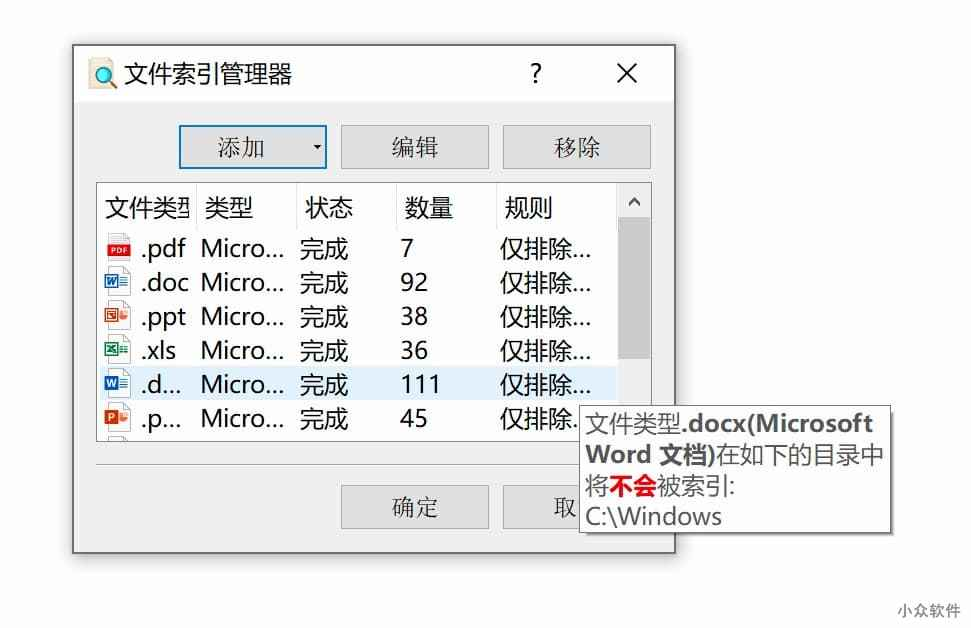 文件索引管理器 ?
添加 编辑 移除
文件类型 类型 状态 数量 规则
PDF .pdf Micro... 完成 7 仅排除...
W .doc Micro... 完成 92 仅排除...
.ppt Micro... 完成 38 仅排除...
.xls Micro... 完成 36 仅排除...
W .d... Micro... 完成 111 仅排除...
P .p... Micro... 完成 45 仅排除.
文件类型.docx(Microsoft
Word 文档)在如下的目录中
将不会被索引:
C:\Windows
确定 取
小众软件